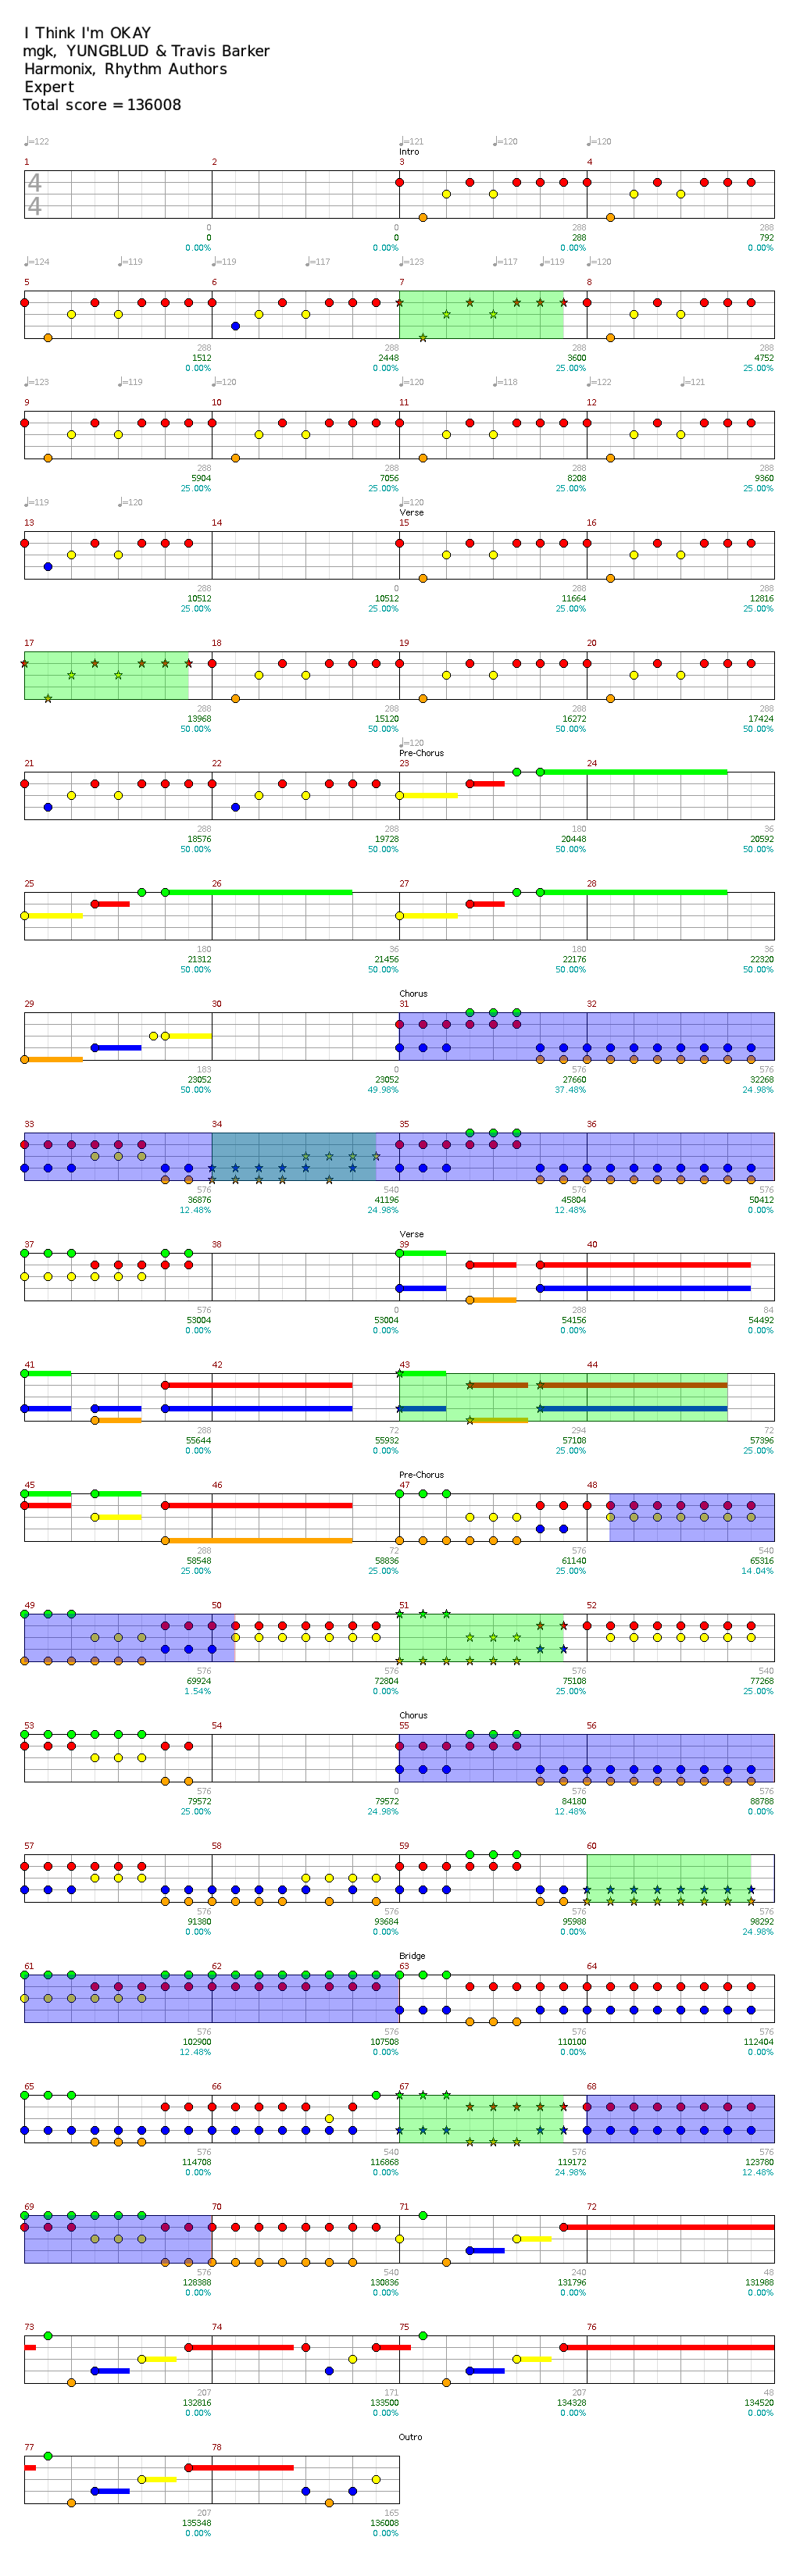 I Think I'm OKAY
mgk, YUNGBLUD & Travis Barker
Harmonix, Rhythm Authors
Expert
Total score = 136008
♩=122 ♩=121 ♩=120 ♩=120
Intro
1 2 3 4
4
4
0 0 288 288
0 0 288 792
0.00% 0.00% 0.00% 0.00%
♩=124 ♩=119 ♩=119 ♩=117 ♩=123 ♩=117 ♩=119 ♩=120
5 6 7 8
288 288 288 288
1512 2448 3600 4752
0.00% 0.00% 25.00% 25.00%
♩=123 ♩=119 ♩=120 ♩=120 ♩=118 ♩=122 ♩=121
9 10 11 12
288 288 288 288
5904 7056 8208 9360
25.00% 25.00% 25.00% 25.00%
♩=119 ♩=120 ♩=120
Verse
13 14 15 16
288 0 288 288
10512 10512 11664 12816
25.00% 25.00% 25.00% 25.00%
17 18 19 20
288 288 288 288
13968 15120 16272 17424
50.00% 50.00% 50.00% 50.00%
♩=120
Pre-Chorus
21 22 23 24
288 288 180 36
18576 19728 20448 20592
50.00% 50.00% 50.00% 50.00%
25 26 27 28
180 36 180 36
21312 21456 22176 22320
50.00% 50.00% 50.00% 50.00%
Chorus
29 30 31 32
183 0 576 576
23052 23052 27660 32268
50.00% 49.98% 37.48% 24.98%
33 34 35 36
576 540 576 576
36876 41196 45804 50412
12.48% 24.98% 12.48% 0.00%
Verse
37 38 39 40
576 0 288 84
53004 53004 54156 54492
0.00% 0.00% 0.00% 0.00%
41 42 43 44
288 72 294 72
55644 55932 57108 57396
0.00% 0.00% 25.00% 25.00%
Pre-Chorus
45 46 47 48
288 72 576 540
58548 58836 61140 65316
25.00% 25.00% 25.00% 14.04%
49 50 51 52
576 576 576 540
69924 72804 75108 77268
1.54% 0.00% 25.00% 25.00%
Chorus
53 54 55 56
576 0 576 576
79572 79572 84180 88788
25.00% 24.98% 12.48% 0.00%
57 58 59 60
576 576 576 576
91380 93684 95988 98292
0.00% 0.00% 0.00% 24.98%
Bridge
61 62 63 64
576 576 576 576
102900 107508 110100 112404
12.48% 0.00% 0.00% 0.00%
65 66 67 68
576 540 576 576
114708 116868 119172 123780
0.00% 0.00% 24.98% 12.48%
69 70 71 72
576 540 240 48
128388 130836 131796 131988
0.00% 0.00% 0.00% 0.00%
73 74 75 76
207 171 207 48
132816 133500 134328 134520
0.00% 0.00% 0.00% 0.00%
Outro
77 78
207 165
135348 136008
0.00% 0.00%